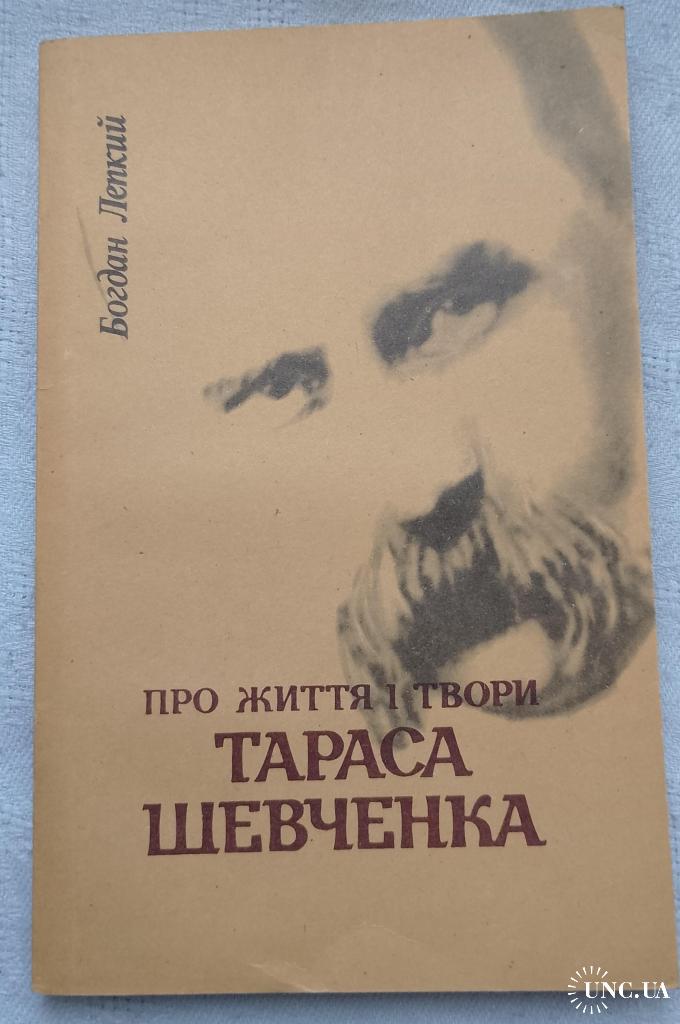 Богдан Лепкий
ПРО ЖИТТЯ І ТВОРИ
ТАРАСА
ШЕВЧЕНКА
UNC.UA